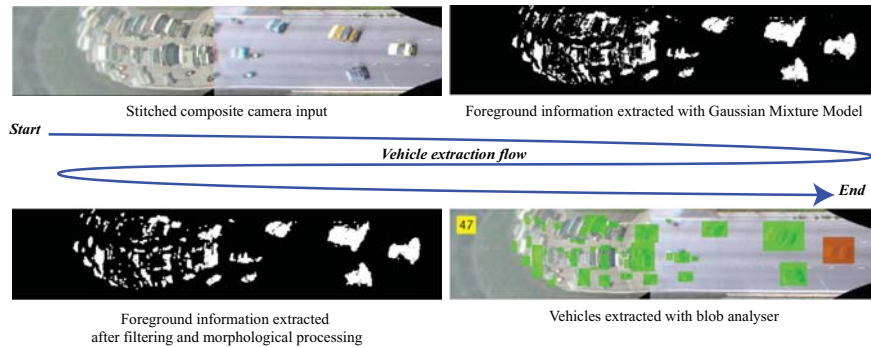 Stitched composite camera input
Foreground information extracted with Gaussian Mixture Model
Start
Vehicle extraction flow
End
47
Foreground information extracted
after filtering and morphological processing
Vehicles extracted with blob analyser